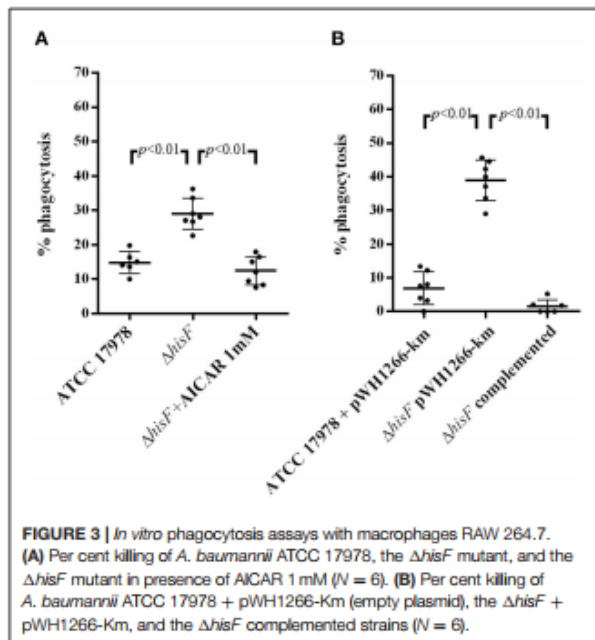 A
B
70
60
50
40
30
20
10
0
% phagocytosis
p<0.01
p<0.01
ATCC 17978
ΔhisF
ΔhisF+AICAR 1mM
70
60
50
40
30
20
10
0
% phagocytosis
p<0.01
p<0.01
ATCC 17978 + pWH1266-km
ΔhisF pWH1266-km
ΔhisF complemented
FIGURE 3 | In vitro phagocytosis assays with macrophages RAW 264.7.
(A) Per cent killing of A. baumannii ATCC 17978, the ΔhisF mutant, and the
ΔhisF mutant in presence of AICAR 1 mM (N = 6). (B) Per cent killing of
A. baumannii ATCC 17978 + pWH1266-Km (empty plasmid), the ΔhisF +
pWH1266-Km, and the ΔhisF complemented strains (N = 6).